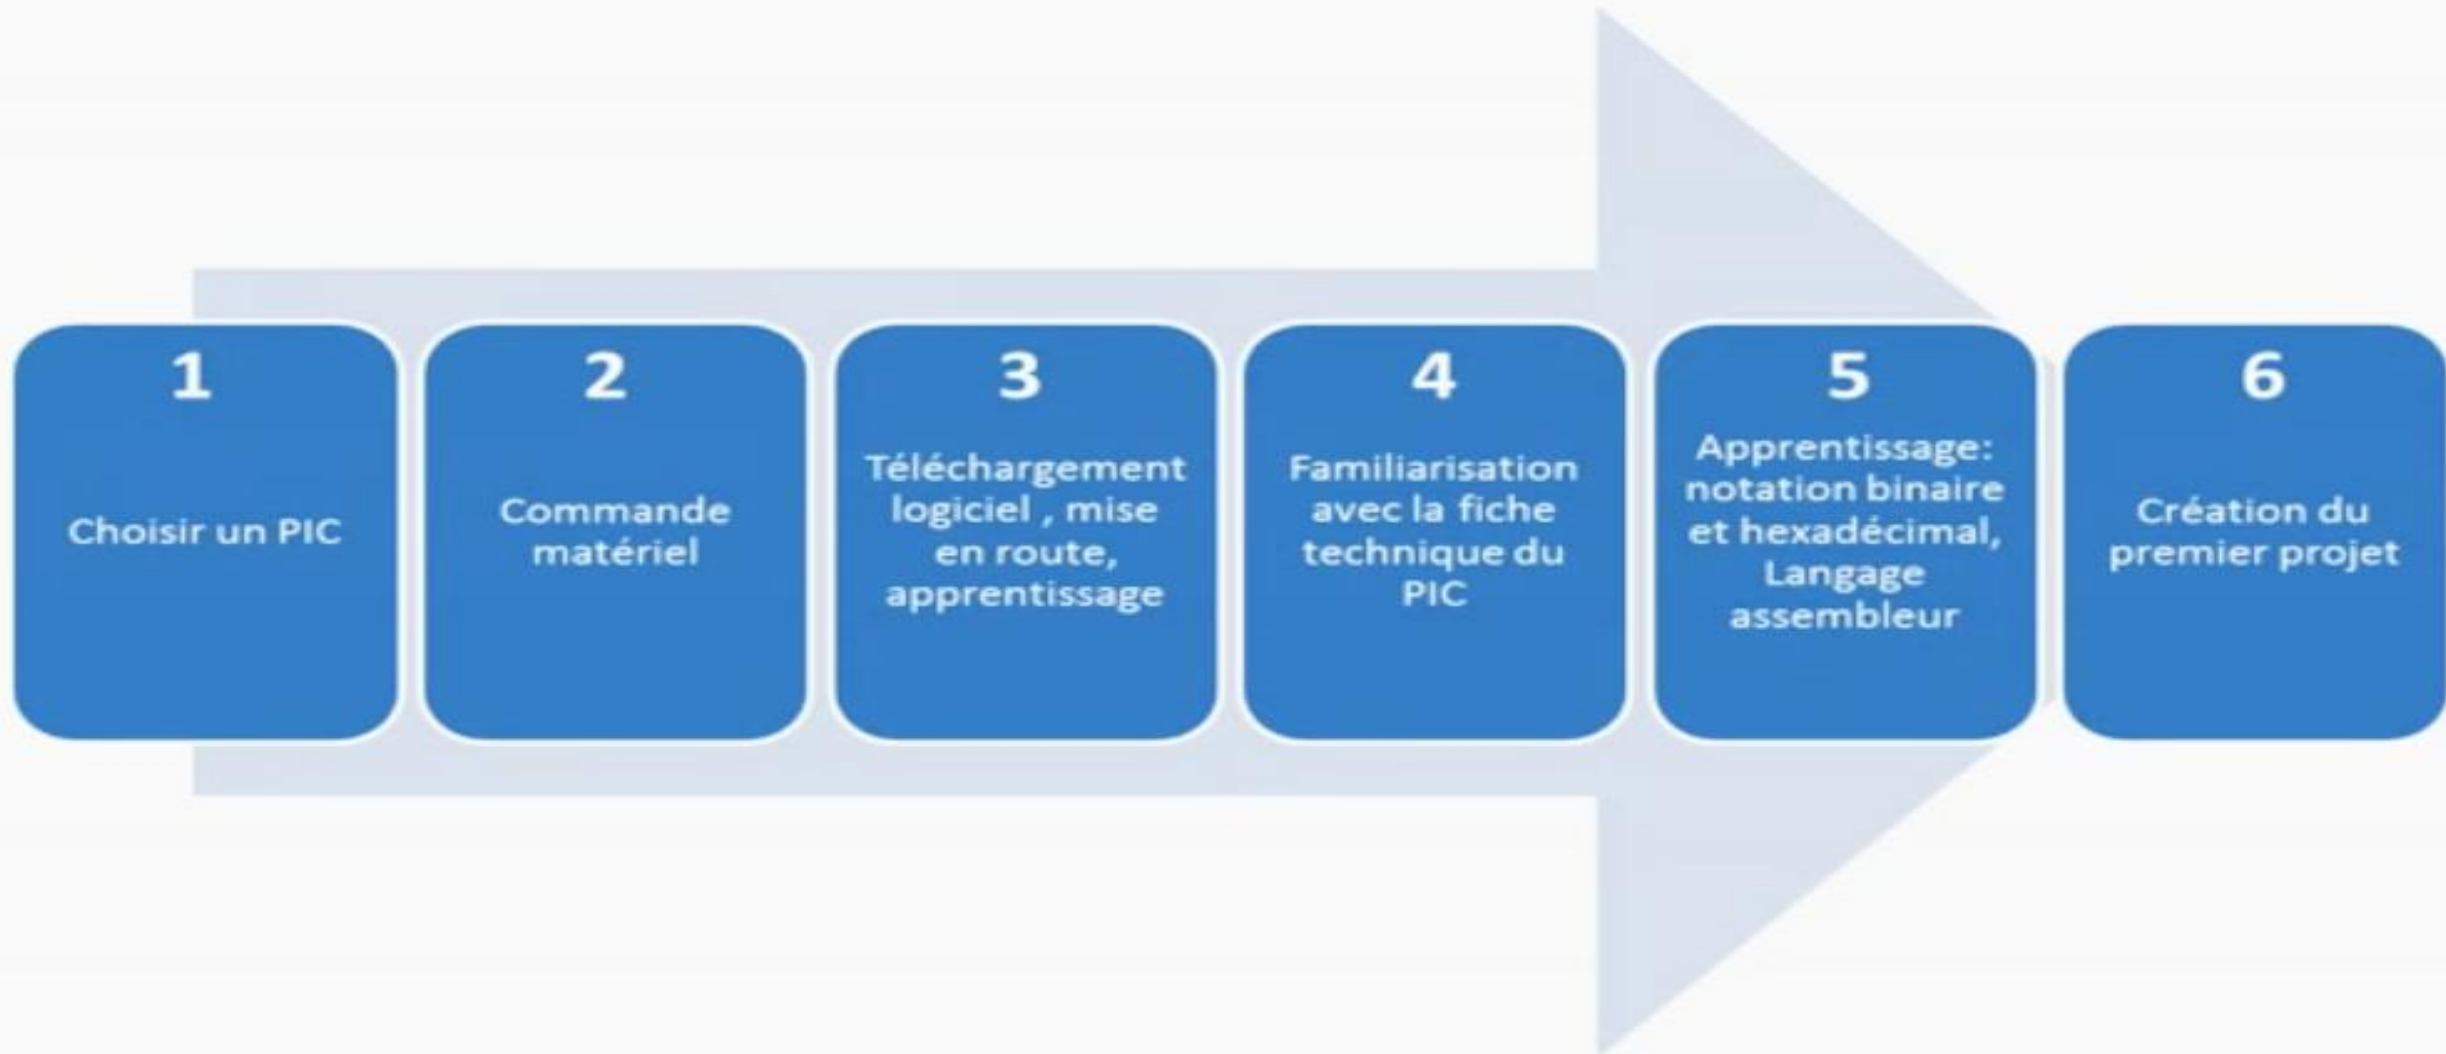 1
Choisir un PIC
2
Commande
matériel
3
Téléchargement
logiciel , mise
en route,
apprentissage
4
Familiarisation
avec la fiche
technique du
PIC
5
Apprentissage:
notation binaire
et hexadécimal,
Langage
assembleur
6
Création du
premier projet